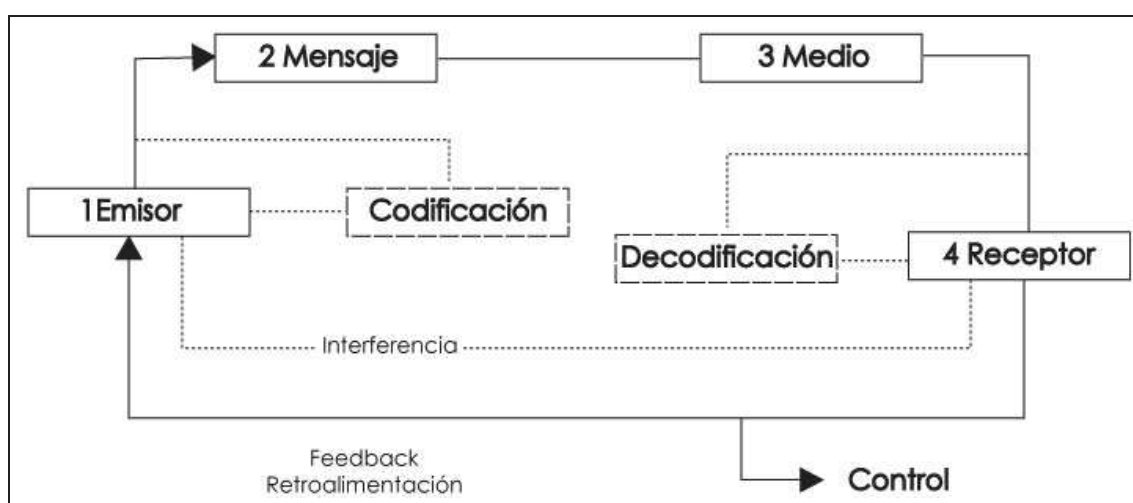 2 Mensaje
3 Medio
1Emisor
Codificación
Decodificación
4 Receptor
Interferencia
Feedback
Retroalimentación
Control